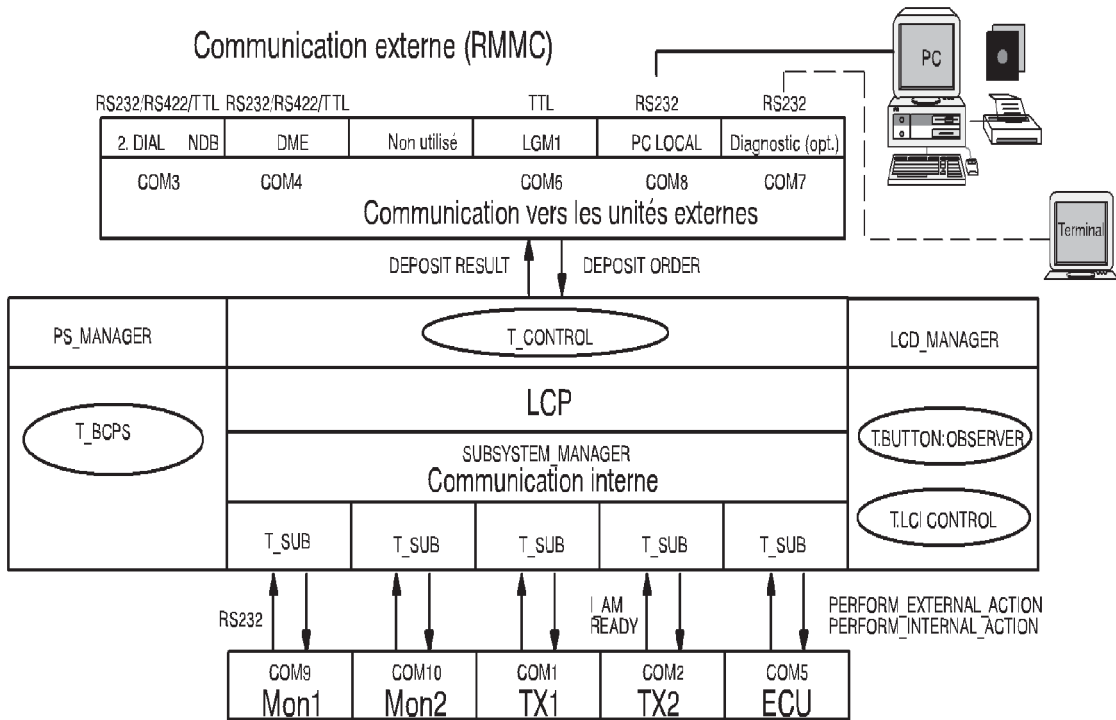 Communication externe (RMMC)
PC
RS232/RS422/TTL RS232/RS422/TTL TTL RS232 RS232
2. DIAL NDB DME Non utilisé LGM1 PC LOCAL Diagnostic (opt.)
COM3 COM4 COM6 COM8 COM7
Communication vers les unités externes
Terminal
DEPOSIT RESULT DEPOSIT ORDER
PS_MANAGER T_CONTROL LCD_MANAGER
LCP
T_BCPS T.BUTTON:OBSERVER
SUBSYSTEM_MANAGER
Communication interne
T.LCI CONTROL
T_SUB T_SUB T_SUB T_SUB T_SUB
RS232 I_AM PERFORM_EXTERNAL_ACTION
READY PERFORM_INTERNAL_ACTION
COM9 COM10 COM1 COM2 COM5
Mon1 Mon2 TX1 TX2 ECU